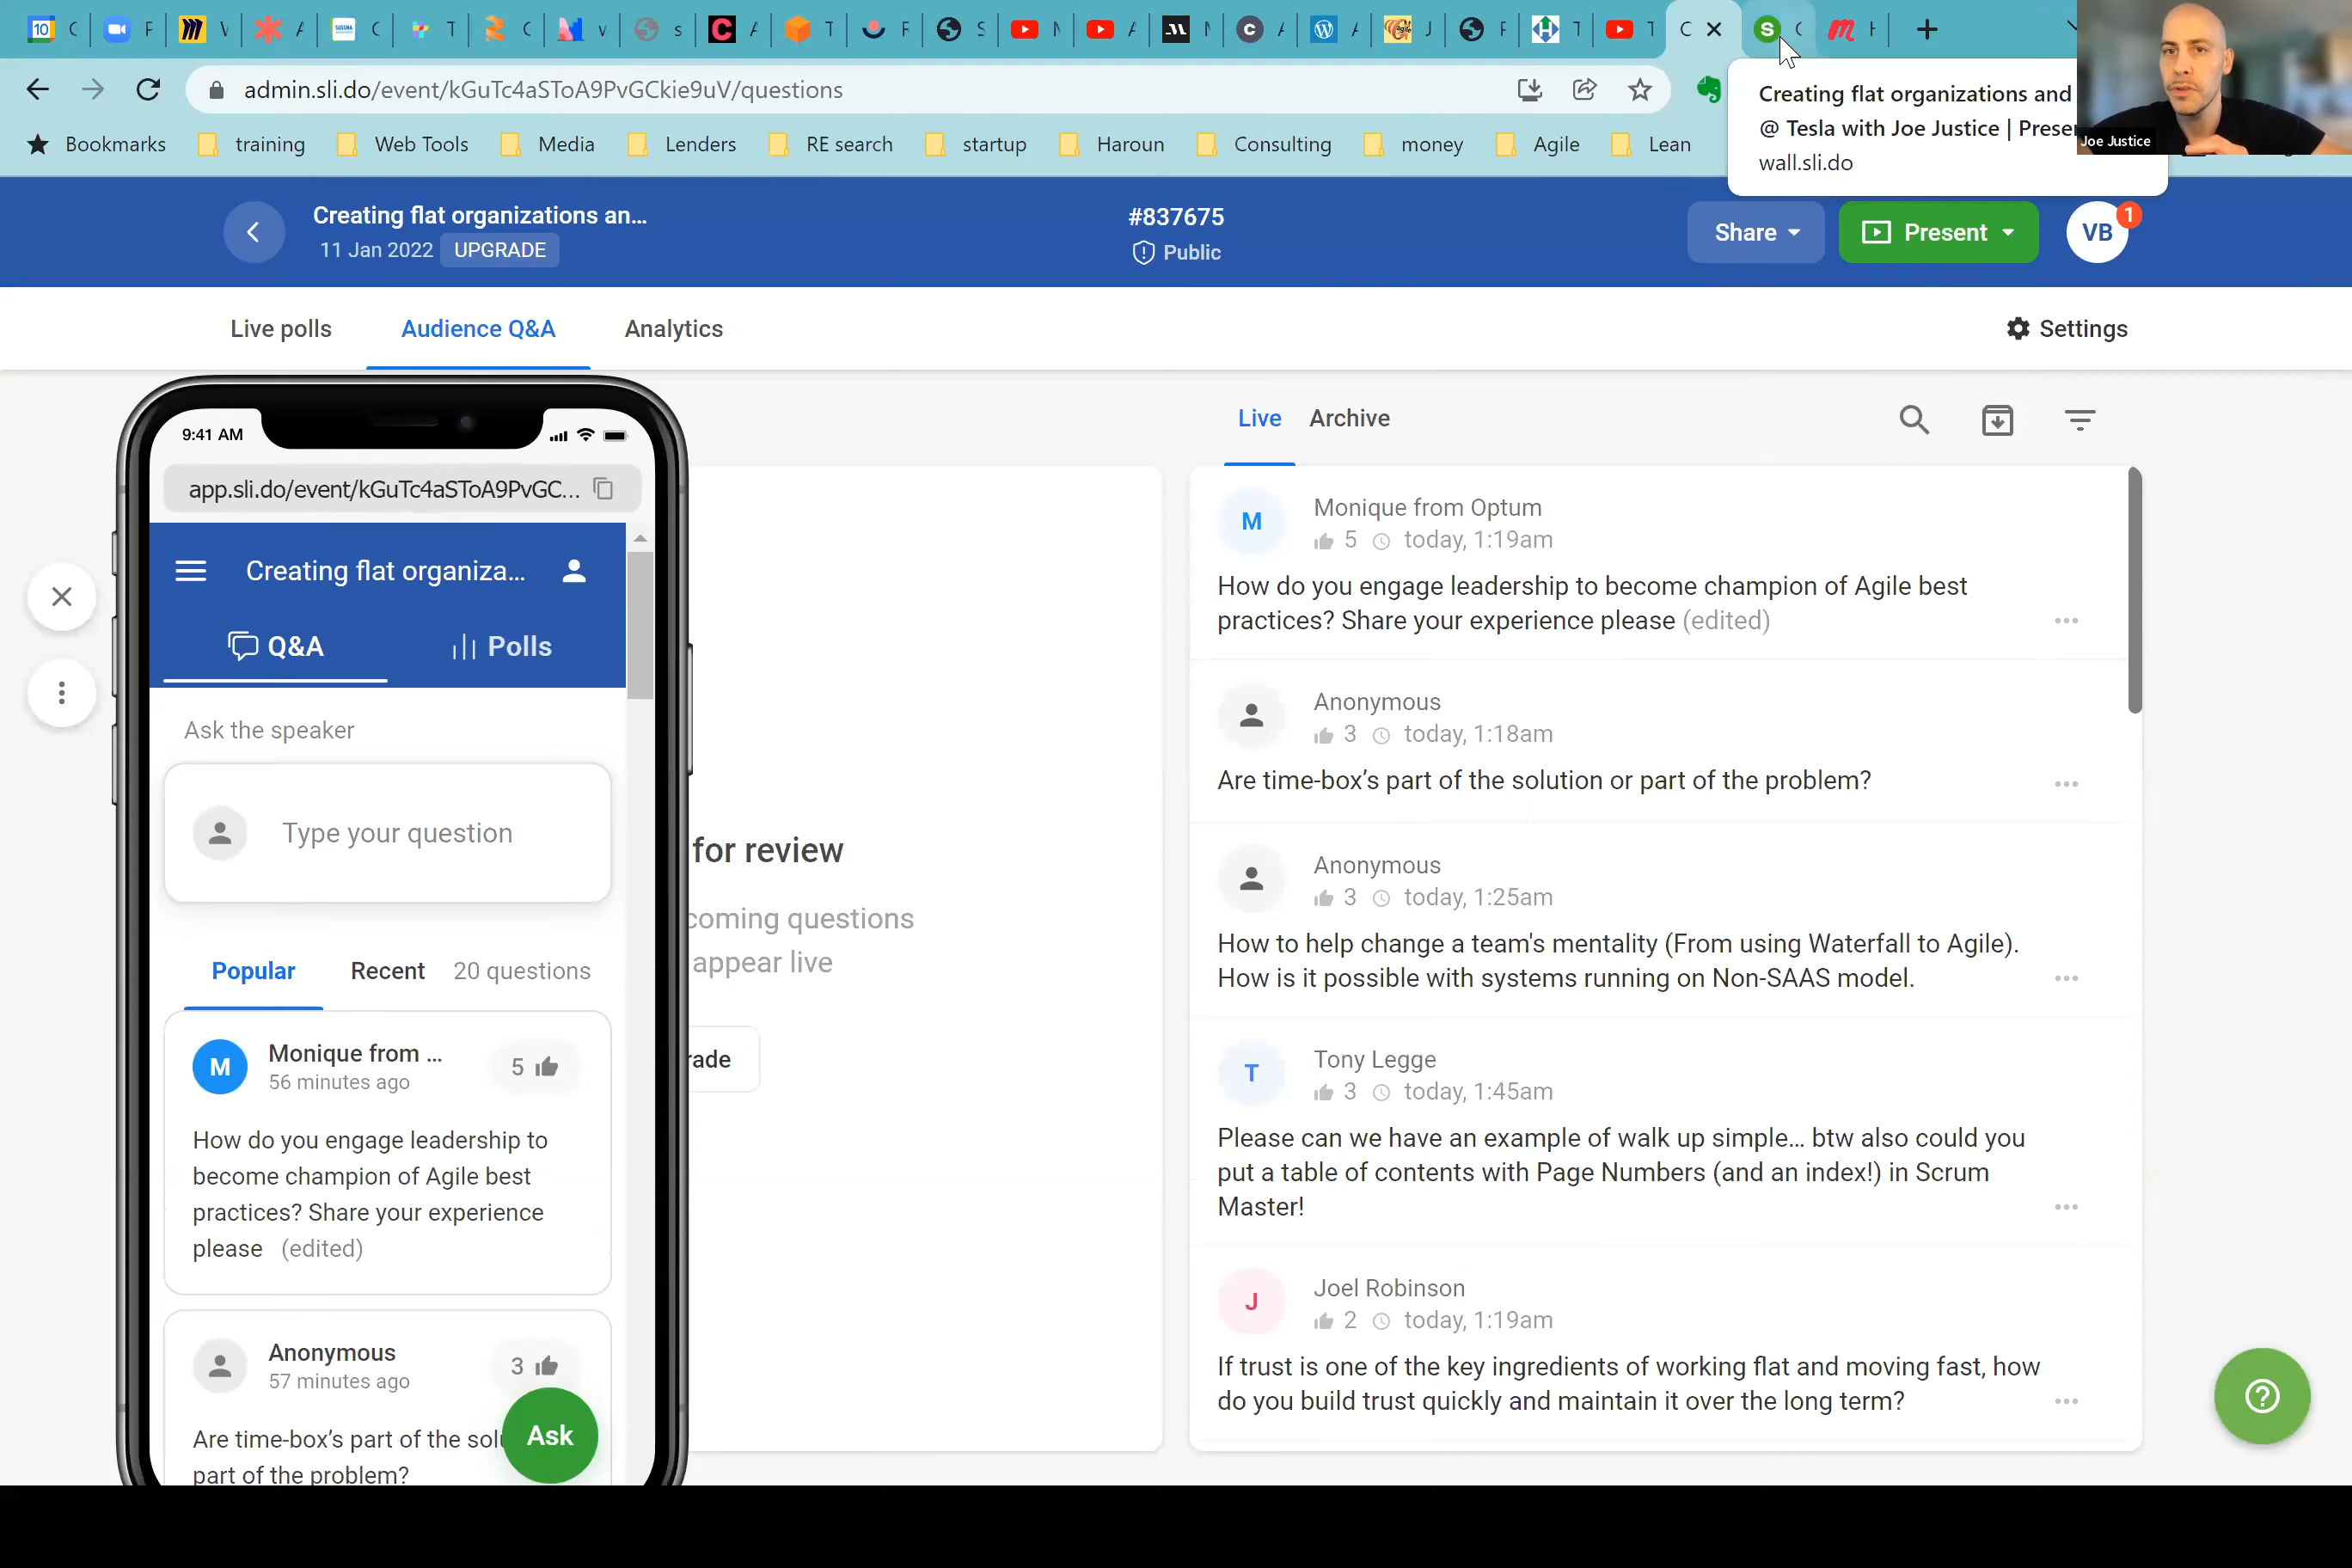 admin.sli.do/event/kGuTc4aSToA9PvGCkie9uV/questions
Creating flat organizations and
@ Tesla with Joe Justice | Prese
wall.sli.do
Joe Justice
Bookmarks training Web Tools Media Lenders RE search startup Haroun Consulting money Agile Lean
Creating flat organizations an...
11 Jan 2022 UPGRADE
#837675
Public
Share Present VB 1
Live polls Audience Q&A Analytics Settings
9:41 AM
app.sli.do/event/kGuTc4aSToA9PvGC...
Creating flat organiza...
Q&A Polls
Ask the speaker
Type your question
Popular Recent 20 questions
M Monique from ...
56 minutes ago
5
How do you engage leadership to
become champion of Agile best
practices? Share your experience
please (edited)
Anonymous
57 minutes ago
3
Are time-box’s part of the
part of the problem?
Ask
for review
coming questions
appear live
rade
Live Archive
M Monique from Optum
5 today, 1:19am
How do you engage leadership to become champion of Agile best
practices? Share your experience please (edited)
Anonymous
3 today, 1:18am
Are time-box’s part of the solution or part of the problem?
Anonymous
3 today, 1:25am
How to help change a team's mentality (From using Waterfall to Agile).
How is it possible with systems running on Non-SAAS model.
T Tony Legge
3 today, 1:45am
Please can we have an example of walk up simple... btw also could you
put a table of contents with Page Numbers (and an index!) in Scrum
Master!
J Joel Robinson
2 today, 1:19am
If trust is one of the key ingredients of working flat and moving fast, how
do you build trust quickly and maintain it over the long term?